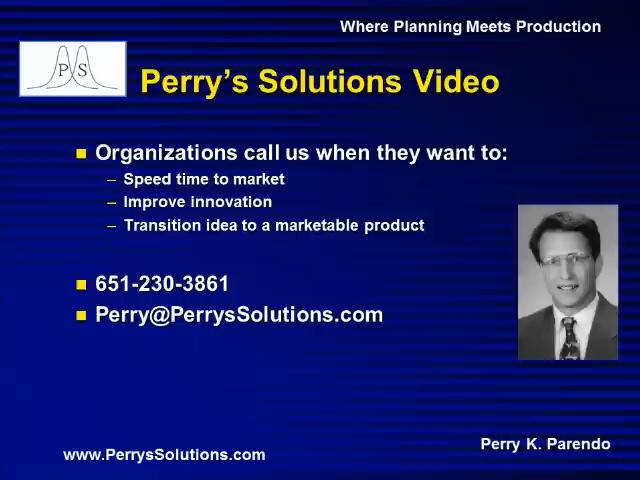 Where Planning Meets Production
P S
Perry's Solutions Video
Organizations call us when they want to:
– Speed time to market
– Improve innovation
– Transition idea to a marketable product
651-230-3861
Perry@PerrysSolutions.com
Perry K. Parendo
www.PerrysSolutions.com